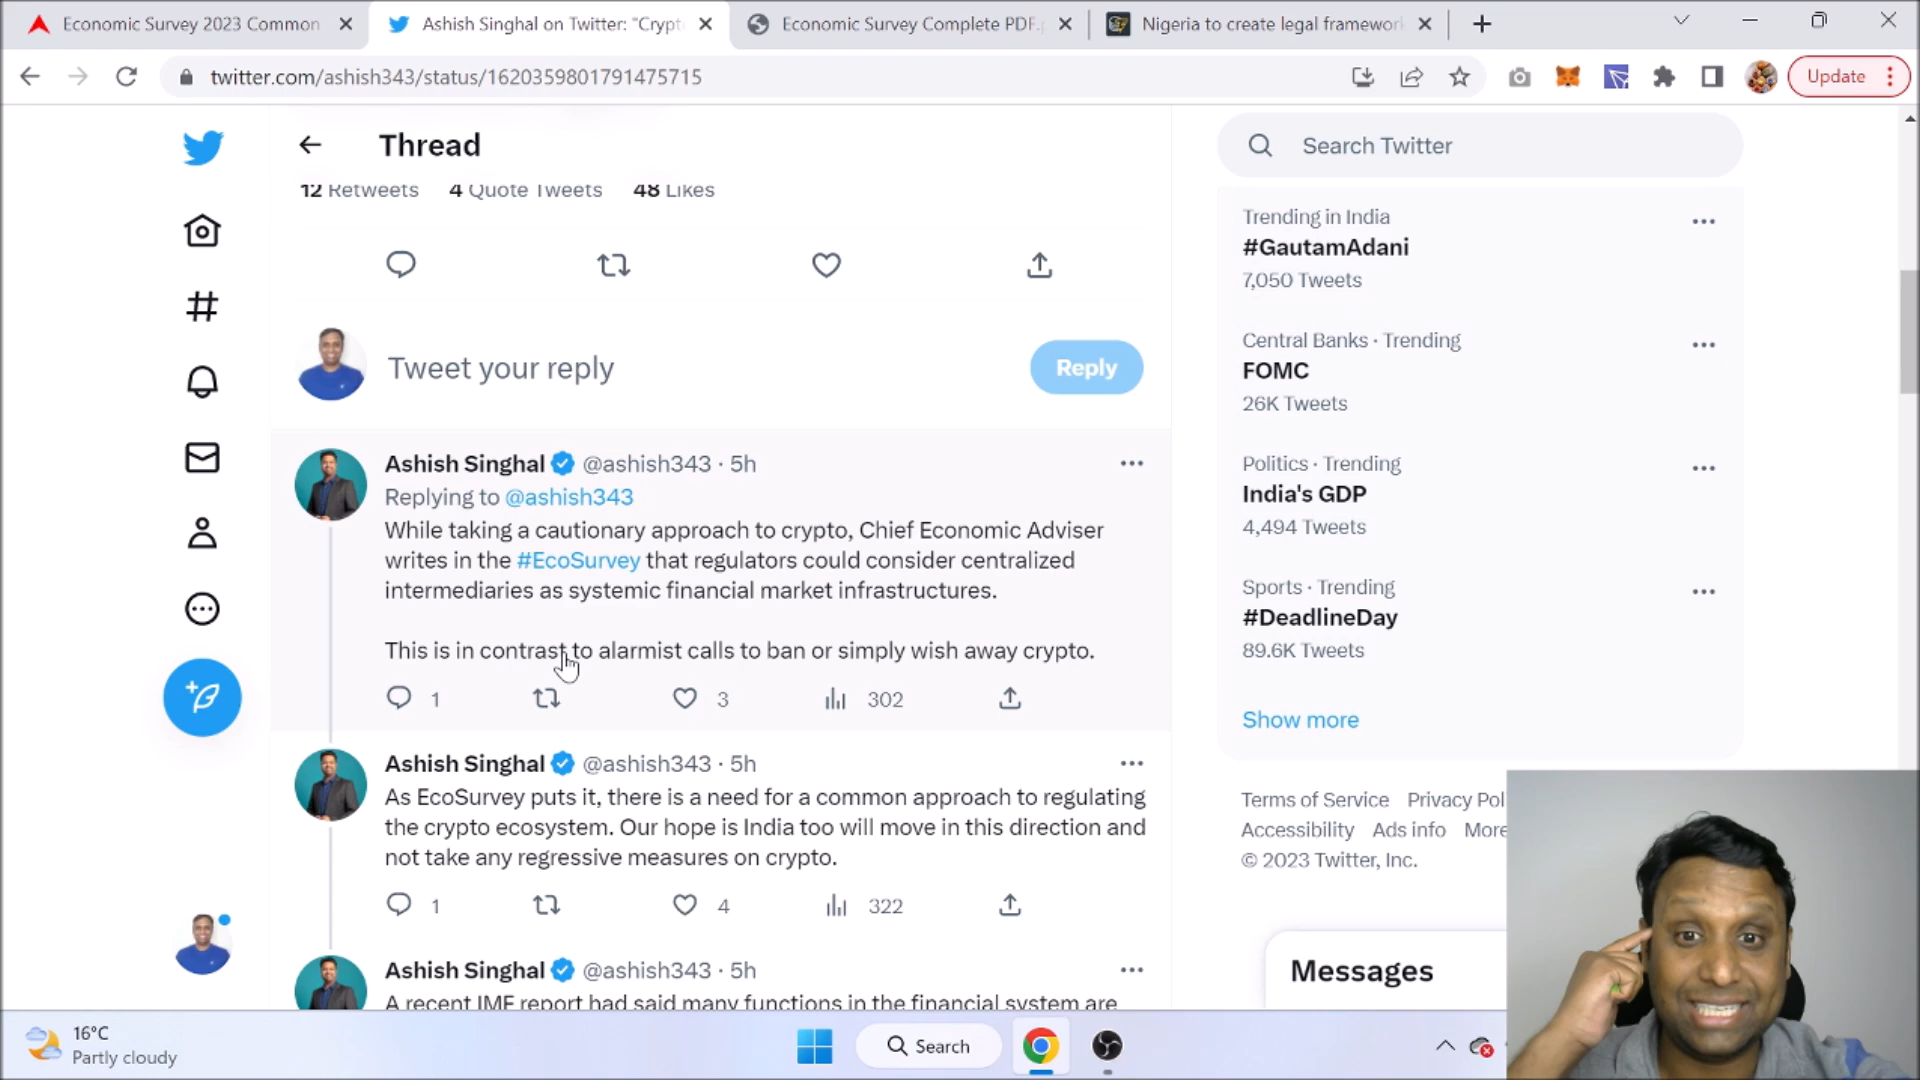 Economic Survey 2023 Common
Ashish Singhal on Twitter: "Crypt
Economic Survey Complete PDF.
Nigeria to create legal framework
twitter.com/ashish343/status/1620359801791475715
Update
Thread
12 Retweets 4 Quote Tweets 48 Likes
Tweet your reply
Reply
Ashish Singhal @ashish343 · 5h
Replying to @ashish343
While taking a cautionary approach to crypto, Chief Economic Adviser
writes in the #EcoSurvey that regulators could consider centralized
intermediaries as systemic financial market infrastructures.
This is in contrast to alarmist calls to ban or simply wish away crypto.
1 3 302
Ashish Singhal @ashish343 · 5h
As EcoSurvey puts it, there is a need for a common approach to regulating
the crypto ecosystem. Our hope is India too will move in this direction and
not take any regressive measures on crypto.
1 4 322
Ashish Singhal @ashish343 · 5h
A recent IMF report had said many functions in the financial system are
Search Twitter
Trending in India
#GautamAdani
7,050 Tweets
Central Banks · Trending
FOMC
26K Tweets
Politics · Trending
India's GDP
4,494 Tweets
Sports · Trending
#DeadlineDay
89.6K Tweets
Show more
Terms of Service Privacy Pol
Accessibility Ads info More
© 2023 Twitter, Inc.
Messages
16°C
Partly cloudy
Search